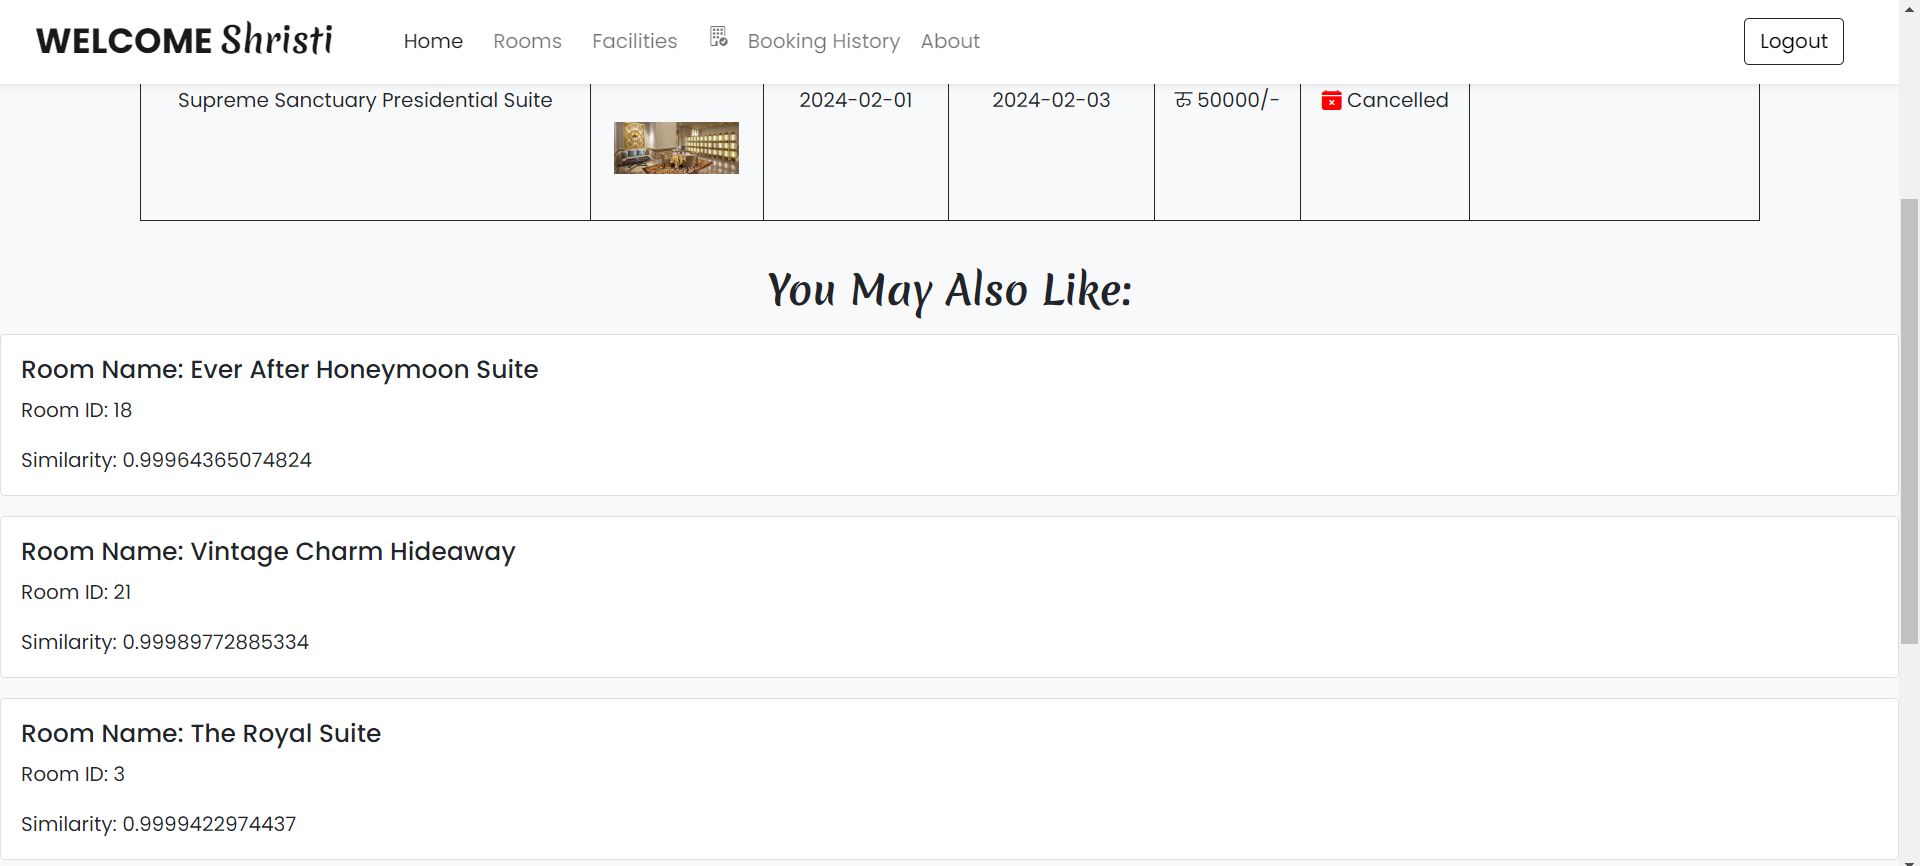 WELCOME Shristi Home Rooms Facilities Booking History About Logout
Supreme Sanctuary Presidential Suite 2024-02-01 2024-02-03 रु 50000/- Cancelled
You May Also Like:
Room Name: Ever After Honeymoon Suite
Room ID: 18
Similarity: 0.99964365074824
Room Name: Vintage Charm Hideaway
Room ID: 21
Similarity: 0.99989772885334
Room Name: The Royal Suite
Room ID: 3
Similarity: 0.9999422974437